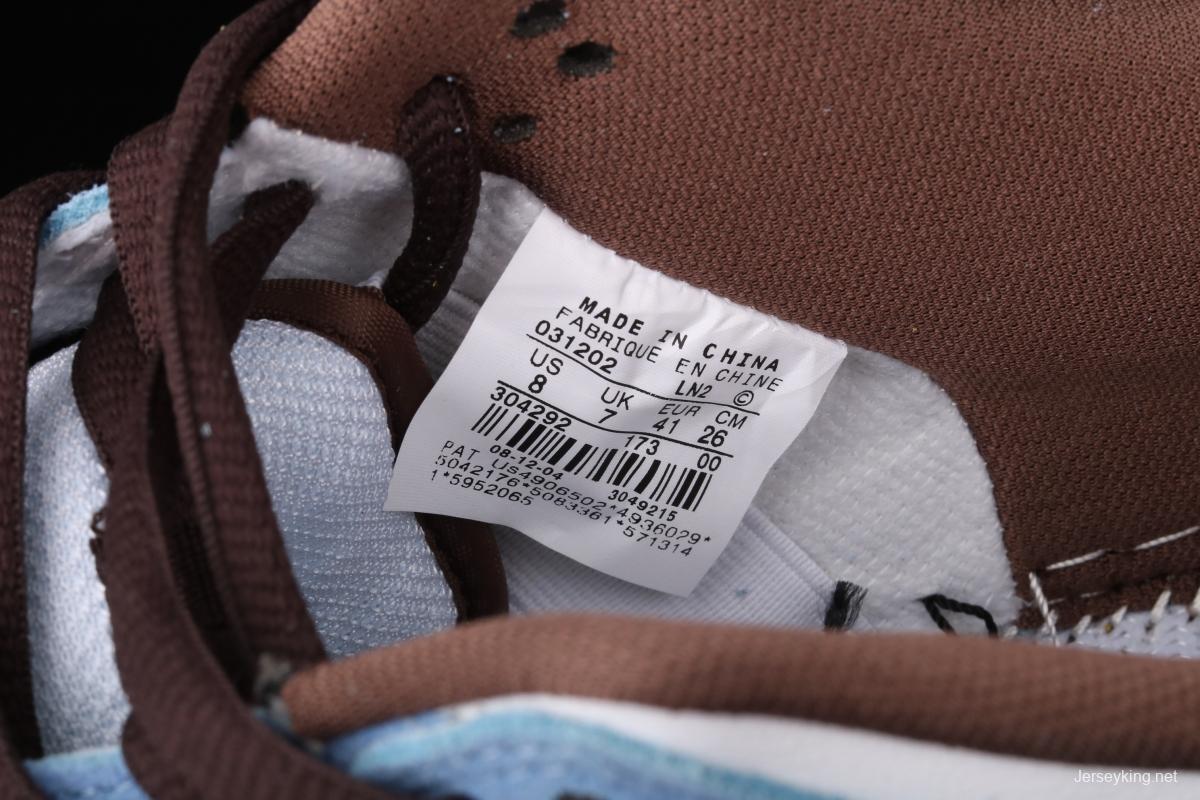 MADE IN CHINA
FABRIQUE EN CHINE
031202 LN2 ©
US UK EUR CM
8 7 41 26
304292 173 00
08-12-04 3049215
PAT US4906502*4936029*
5042176*5083361*571314
1*5952065
Jerseyking.net